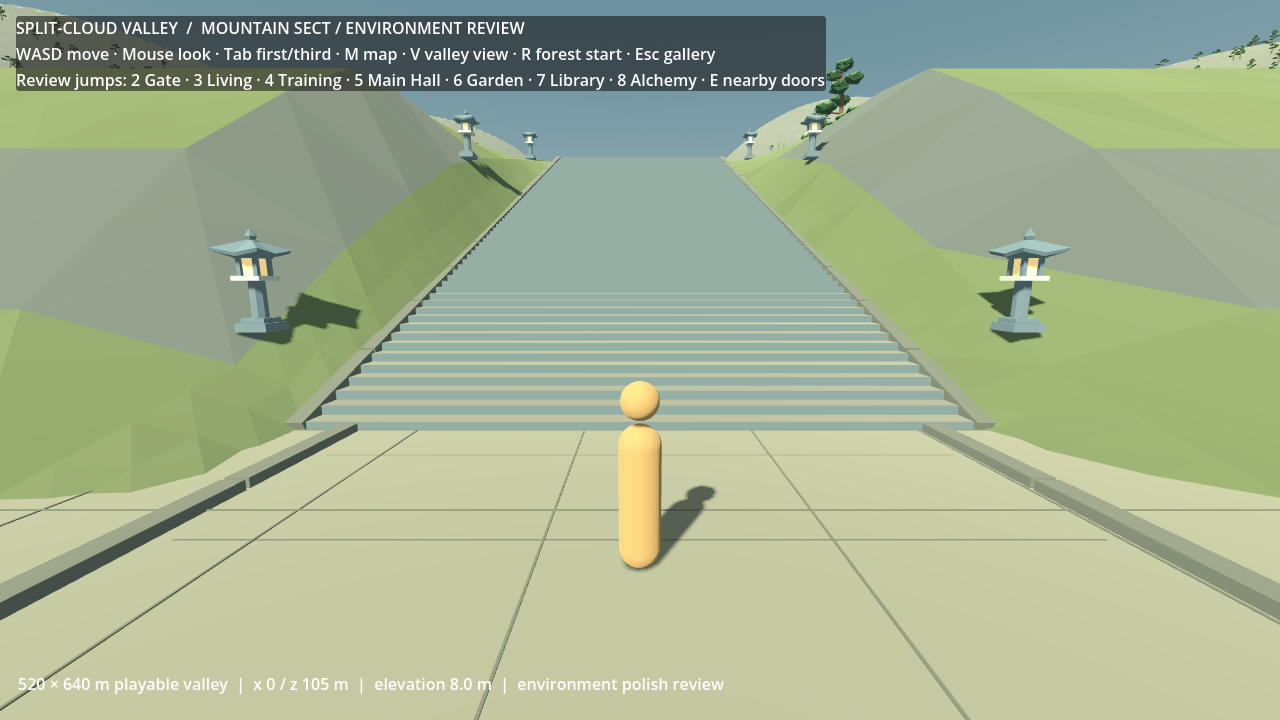 SPLIT-CLOUD VALLEY / MOUNTAIN SECT / ENVIRONMENT REVIEW
WASD move · Mouse look · Tab first/third · M map · V valley view · R forest start · Esc gallery
Review jumps: 2 Gate · 3 Living · 4 Training · 5 Main Hall · 6 Garden · 7 Library · 8 Alchemy · E nearby doors
520 × 640 m playable valley | x 0 / z 105 m | elevation 8.0 m | environment polish review